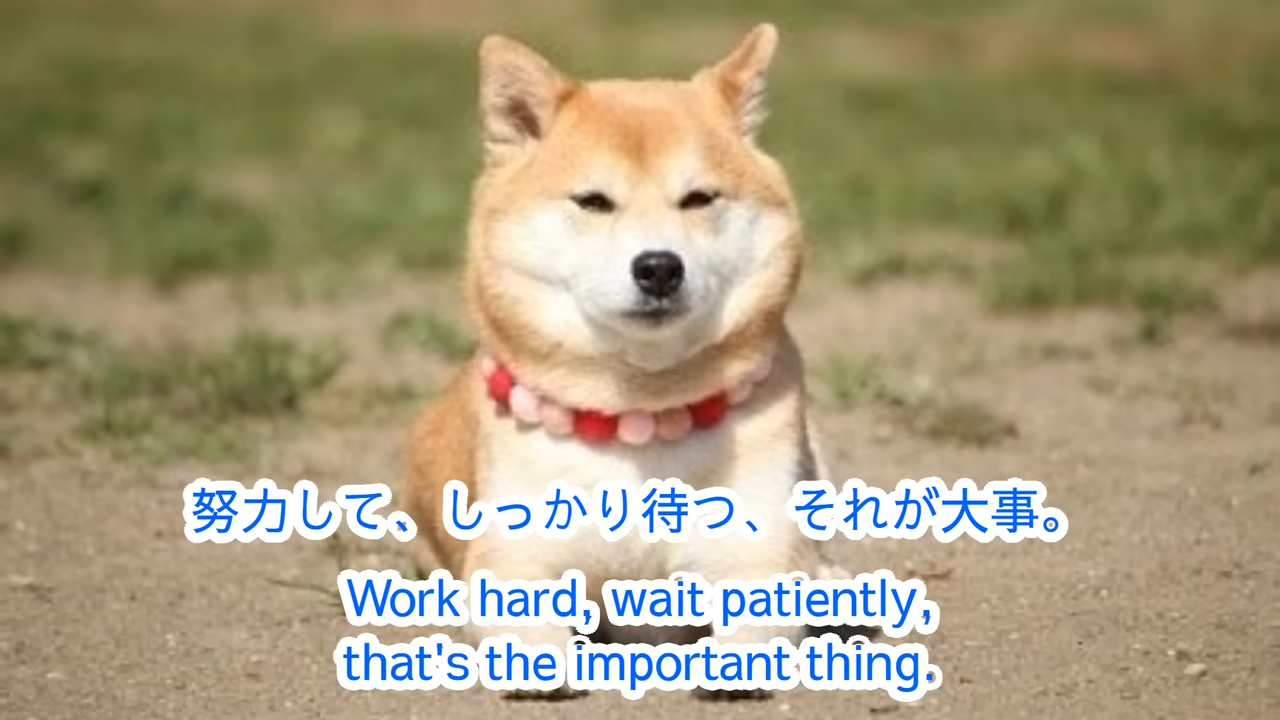 努力して、しっかり待つ、それが大事。
Work hard, wait patiently,
that's the important thing.